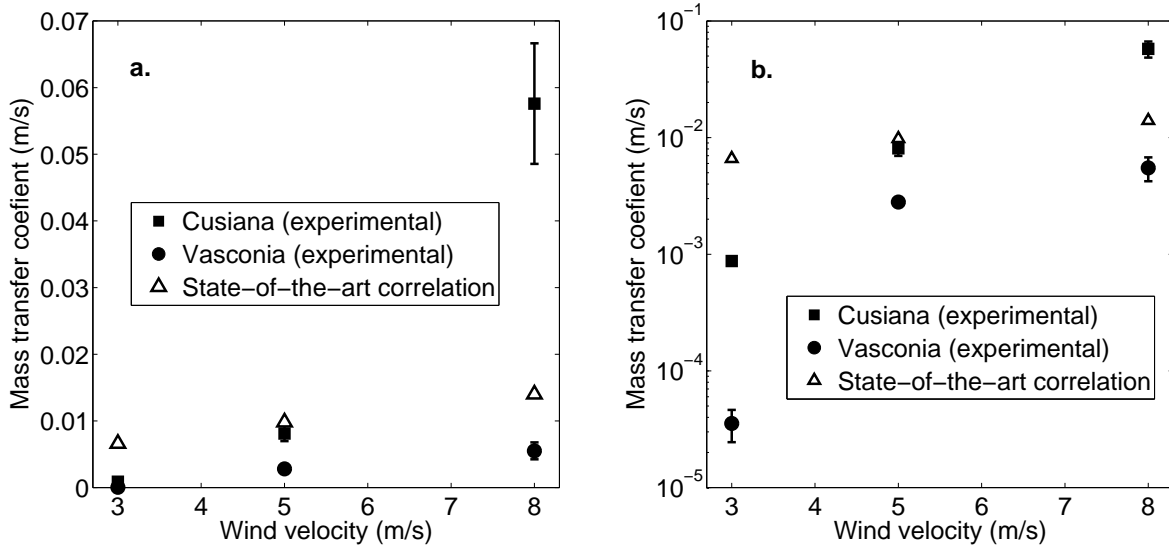 a.
Mass transfer coefient (m/s)
0.07
0.06
0.05
0.04
0.03
0.02
0.01
0
Cusiana (experimental)
Vasconia (experimental)
State−of−the−art correlation
3 4 5 6 7 8
Wind velocity (m/s)
b.
Mass transfer coefient (m/s)
10⁻¹
10⁻²
10⁻³
10⁻⁴
10⁻⁵
Cusiana (experimental)
Vasconia (experimental)
State−of−the−art correlation
3 4 5 6 7 8
Wind velocity (m/s)